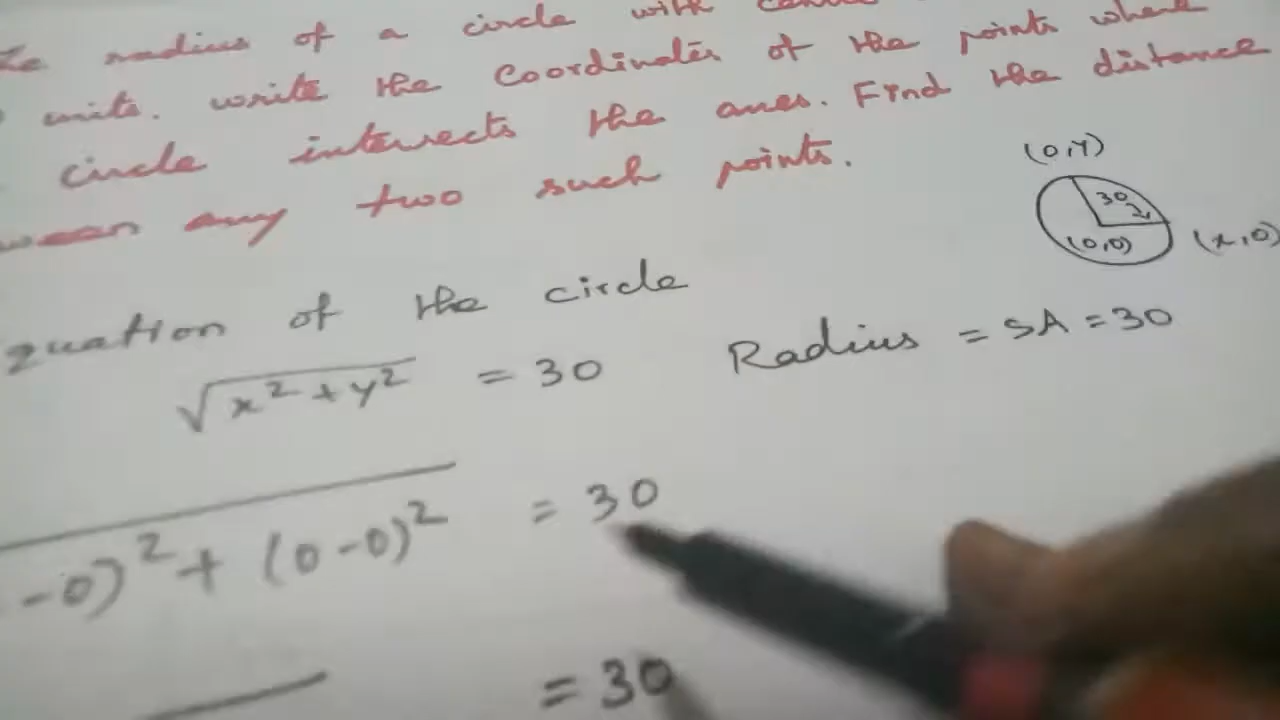 radius of a circle with
units. write the coordinates of the points where
circle intersects the axes. Find the distance
any two such points.
(0,Y)
30
(0,0)
(x,0)
quation of the circle
√x²+y² = 30
Radius = SA = 30
-0)² + (0-0)² = 30
= 30